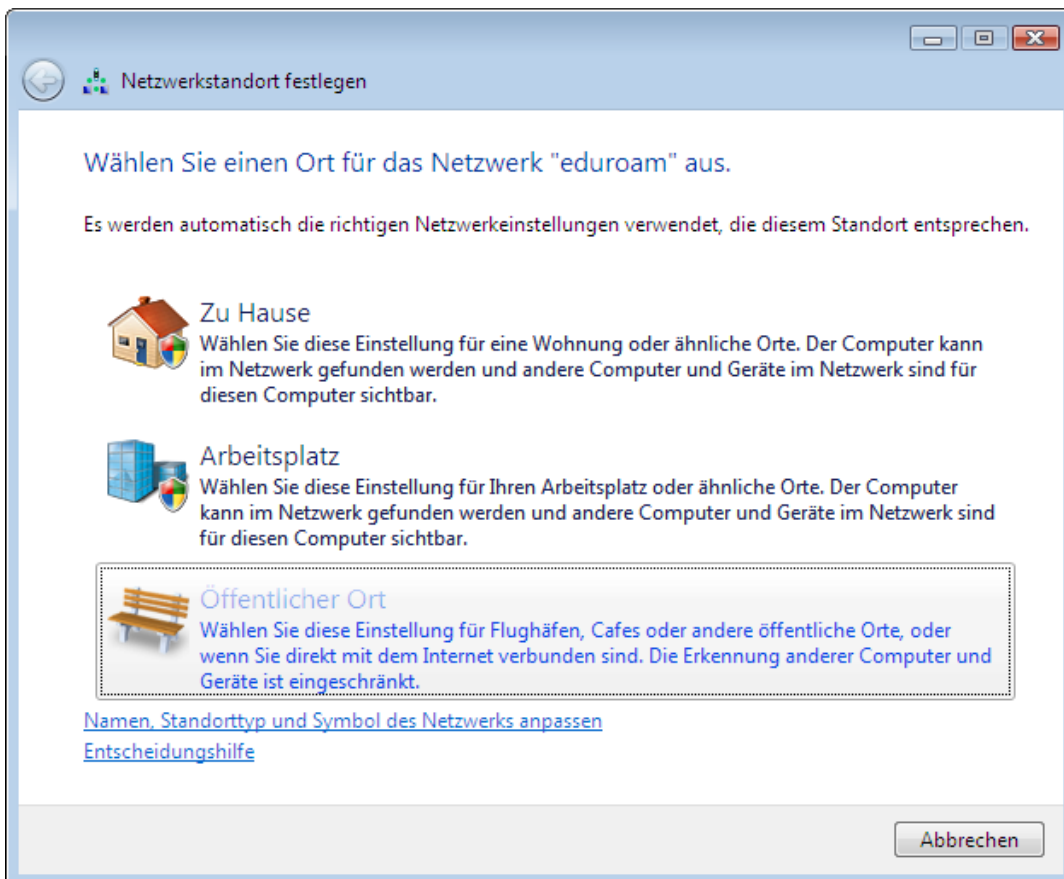 Netzwerkstandort festlegen
Wählen Sie einen Ort für das Netzwerk "eduroam" aus.
Es werden automatisch die richtigen Netzwerkeinstellungen verwendet, die diesem Standort entsprechen.
Zu Hause
Wählen Sie diese Einstellung für eine Wohnung oder ähnliche Orte. Der Computer kann
im Netzwerk gefunden werden und andere Computer und Geräte im Netzwerk sind für
diesen Computer sichtbar.
Arbeitsplatz
Wählen Sie diese Einstellung für Ihren Arbeitsplatz oder ähnliche Orte. Der Computer
kann im Netzwerk gefunden werden und andere Computer und Geräte im Netzwerk sind
für diesen Computer sichtbar.
Öffentlicher Ort
Wählen Sie diese Einstellung für Flughäfen, Cafes oder andere öffentliche Orte, oder
wenn Sie direkt mit dem Internet verbunden sind. Die Erkennung anderer Computer und
Geräte ist eingeschränkt.
Namen, Standorttyp und Symbol des Netzwerks anpassen
Entscheidungshilfe
Abbrechen